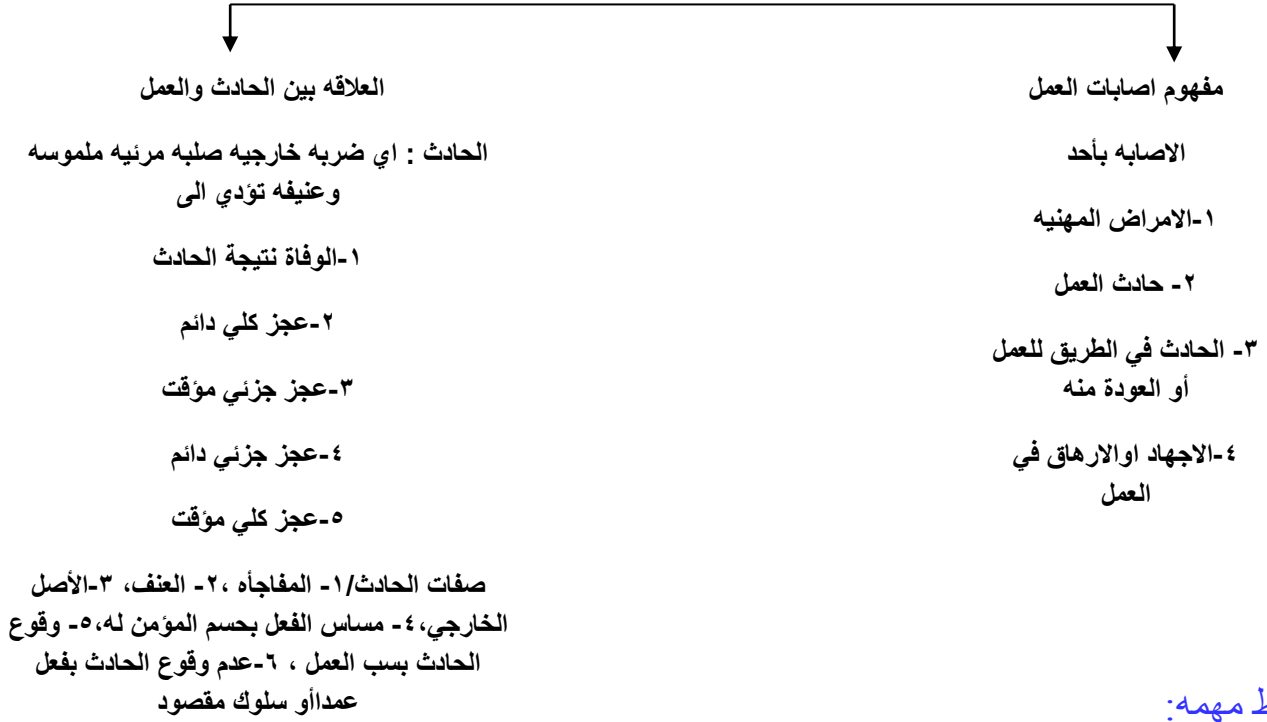 مفهوم اصابات العمل
الاصابه بأحد
١-الامراض المهنيه
٢- حادث العمل
٣- الحادث في الطريق للعمل
أو العودة منه
٤-الاجهاد اوالارهاق في
العمل
العلاقه بين الحادث والعمل
الحادث : اي ضربه خارجيه صلبه مرئيه ملموسه
وعنيفه تؤدي الى
١-الوفاة نتيجة الحادث
٢-عجز كلي دائم
٣-عجز جزئي مؤقت
٤-عجز جزئي دائم
٥-عجز كلي مؤقت
صفات الحادث/١- المفاجأه ،٢- العنف، ٣-الأصل
الخارجي،٤- مساس الفعل بحسم المؤمن له،٥- وقوع
الحادث بسب العمل ، ٦-عدم وقوع الحادث بفعل
عمداأو سلوك مقصود
مهمه: